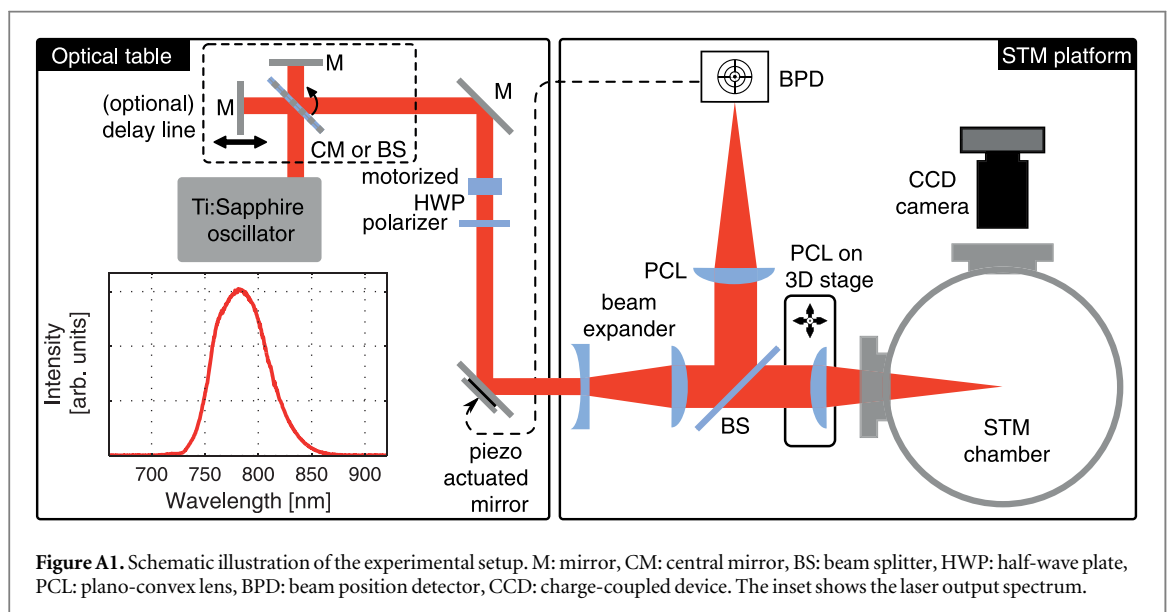 Optical table
STM platform
M
M
M
(optional)
delay line
CM or BS
Ti:Sapphire
oscillator
motorized
HWP
polarizer
BPD
CCD
camera
PCL
PCL on
3D stage
beam
expander
BS
STM
chamber
piezo
actuated
mirror
Intensity
[arb. units]
700 750 800 850 900
Wavelength [nm]
Figure A1. Schematic illustration of the experimental setup. M: mirror, CM: central mirror, BS: beam splitter, HWP: half-wave plate,
PCL: plano-convex lens, BPD: beam position detector, CCD: charge-coupled device. The inset shows the laser output spectrum.